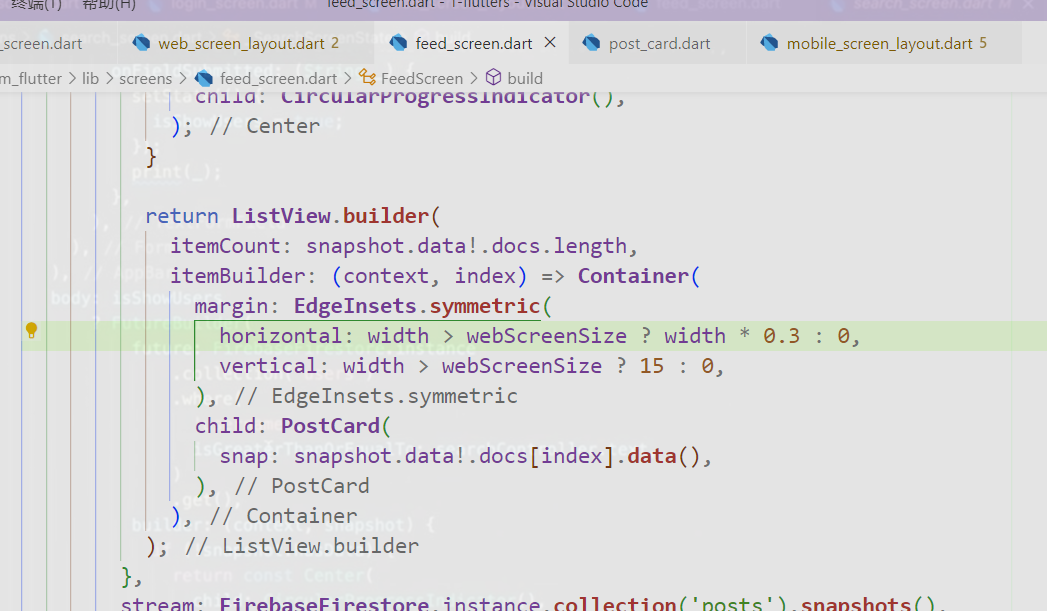 终端(T) 帮助(H) feed_screen.dart - 1-flutters - Visual Studio Code
_screen.dart web_screen_layout.dart 2 feed_screen.dart × post_card.dart mobile_screen_layout.dart 5
m_flutter > lib > screens > feed_screen.dart > FeedScreen > build
child: CircularProgressIndicator(),
); // Center
}
return ListView.builder(
itemCount: snapshot.data!.docs.length,
itemBuilder: (context, index) => Container(
margin: EdgeInsets.symmetric(
horizontal: width > webScreenSize ? width * 0.3 : 0,
vertical: width > webScreenSize ? 15 : 0,
), // EdgeInsets.symmetric
child: PostCard(
snap: snapshot.data!.docs[index].data(),
), // PostCard
), // Container
); // ListView.builder
},
stream: FirebaseFirestore.instance.collection('posts').snapshots(),